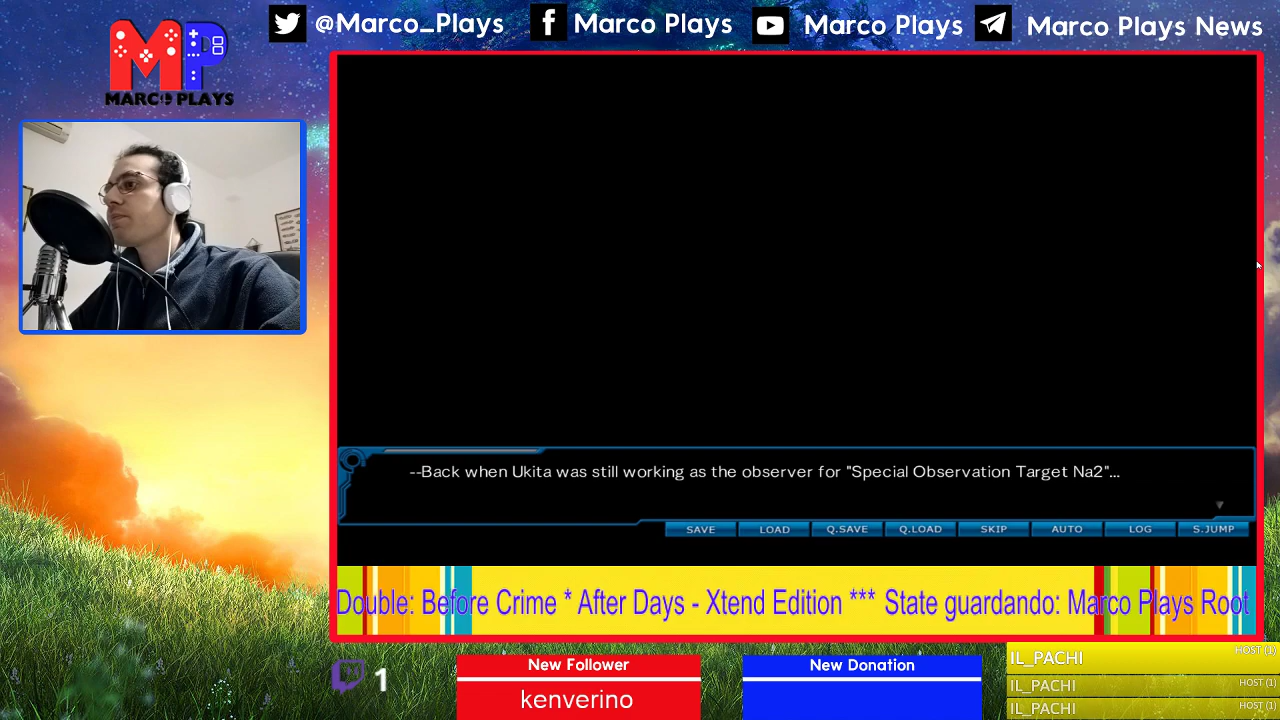 @Marco_Plays
Marco Plays
Marco Plays
Marco Plays News
MP
MARCO PLAYS
--Back when Ukita was still working as the observer for "Special Observation Target Na2"...
SAVE
LOAD
Q.SAVE
Q.LOAD
SKIP
AUTO
LOG
S.JUMP
Double: Before Crime * After Days - Xtend Edition *** State guardando: Marco Plays Root
1
New Follower
kenverino
New Donation
IL_PACHI HOST (1)
IL_PACHI HOST (1)
IL_PACHI HOST (1)